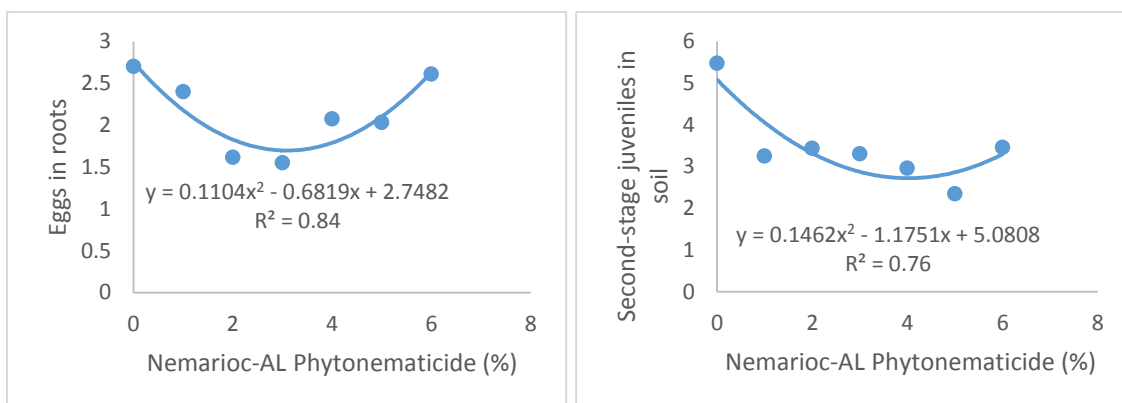 3
2.5
2
1.5
1
0.5
0
Eggs in roots
y = 0.1104x² - 0.6819x + 2.7482
R² = 0.84
0 2 4 6 8
Nemarioc-AL Phytonematicide (%)
6
5
4
3
2
1
0
Second-stage juveniles in
soil
y = 0.1462x² - 1.1751x + 5.0808
R² = 0.76
0 2 4 6 8
Nemarioc-AL Phytonematicide (%)